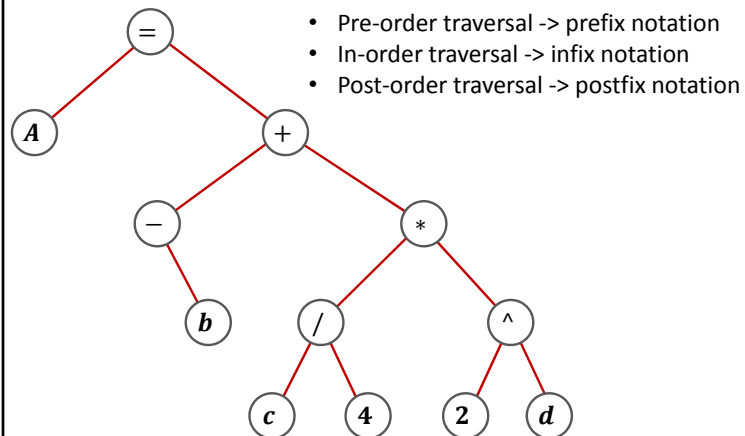 • Pre-order traversal -> prefix notation
• In-order traversal -> infix notation
• Post-order traversal -> postfix notation
=
A +
− *
b / ^
c 4 2 d